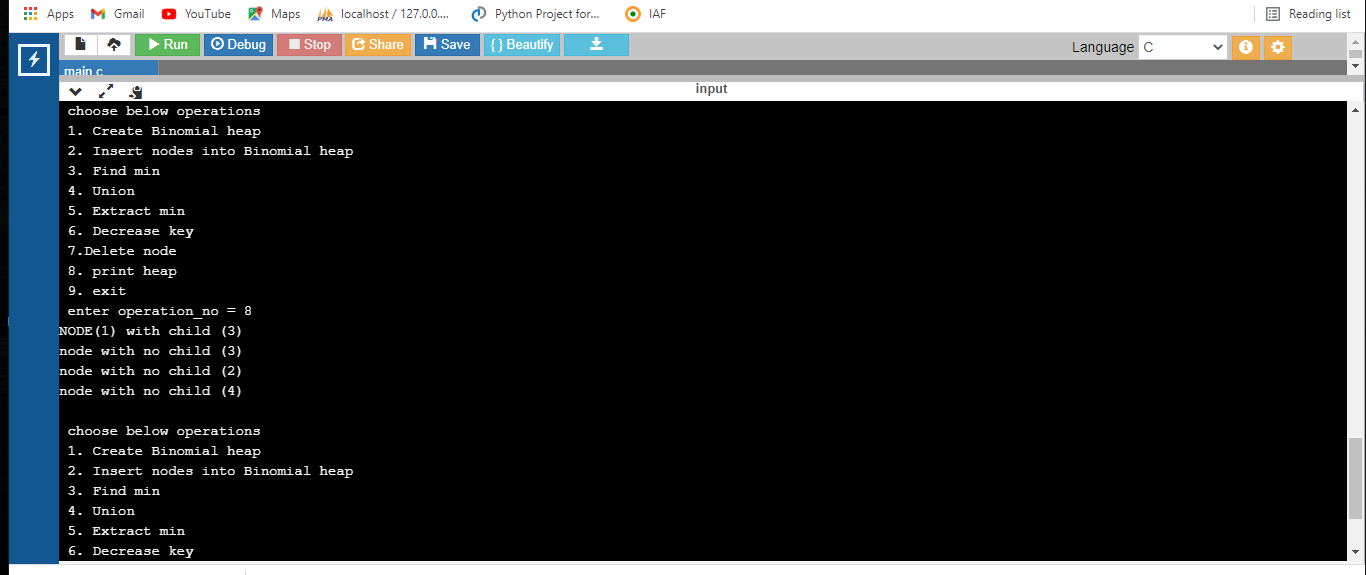 Apps Gmail YouTube Maps localhost / 127.0.0.... Python Project for... IAF Reading list
Run Debug Stop Share Save { } Beautify Language C
main.c
input
choose below operations
1. Create Binomial heap
2. Insert nodes into Binomial heap
3. Find min
4. Union
5. Extract min
6. Decrease key
7.Delete node
8. print heap
9. exit
enter operation_no = 8
NODE(1) with child (3)
node with no child (3)
node with no child (2)
node with no child (4)
choose below operations
1. Create Binomial heap
2. Insert nodes into Binomial heap
3. Find min
4. Union
5. Extract min
6. Decrease key